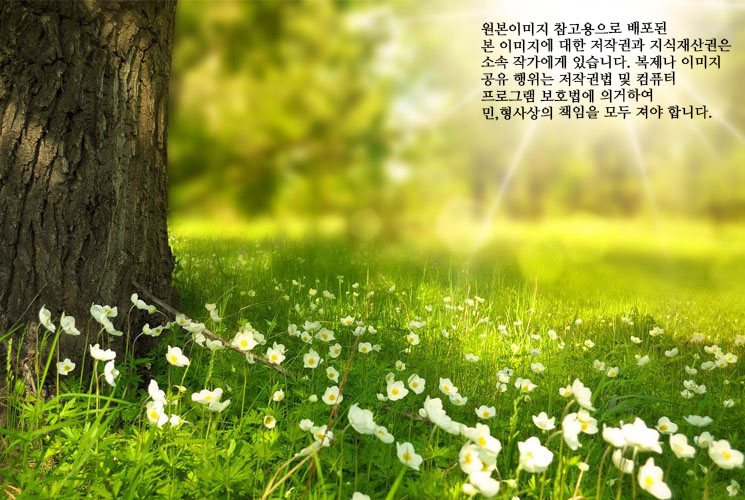 원본이미지 참고용으로 배포된
본 이미지에 대한 저작권과 지식재산권은
소속 작가에게 있습니다. 복제나 이미지
공유 행위는 저작권법 및 컴퓨터
프로그램 보호법에 의거하여
민,형사상의 책임을 모두 져야 합니다.